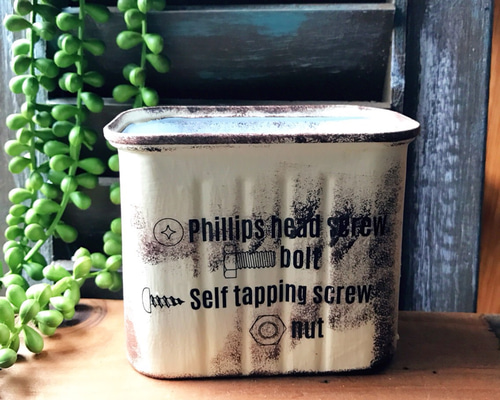 Phillips head screw
bolt
Self tapping screw
nut